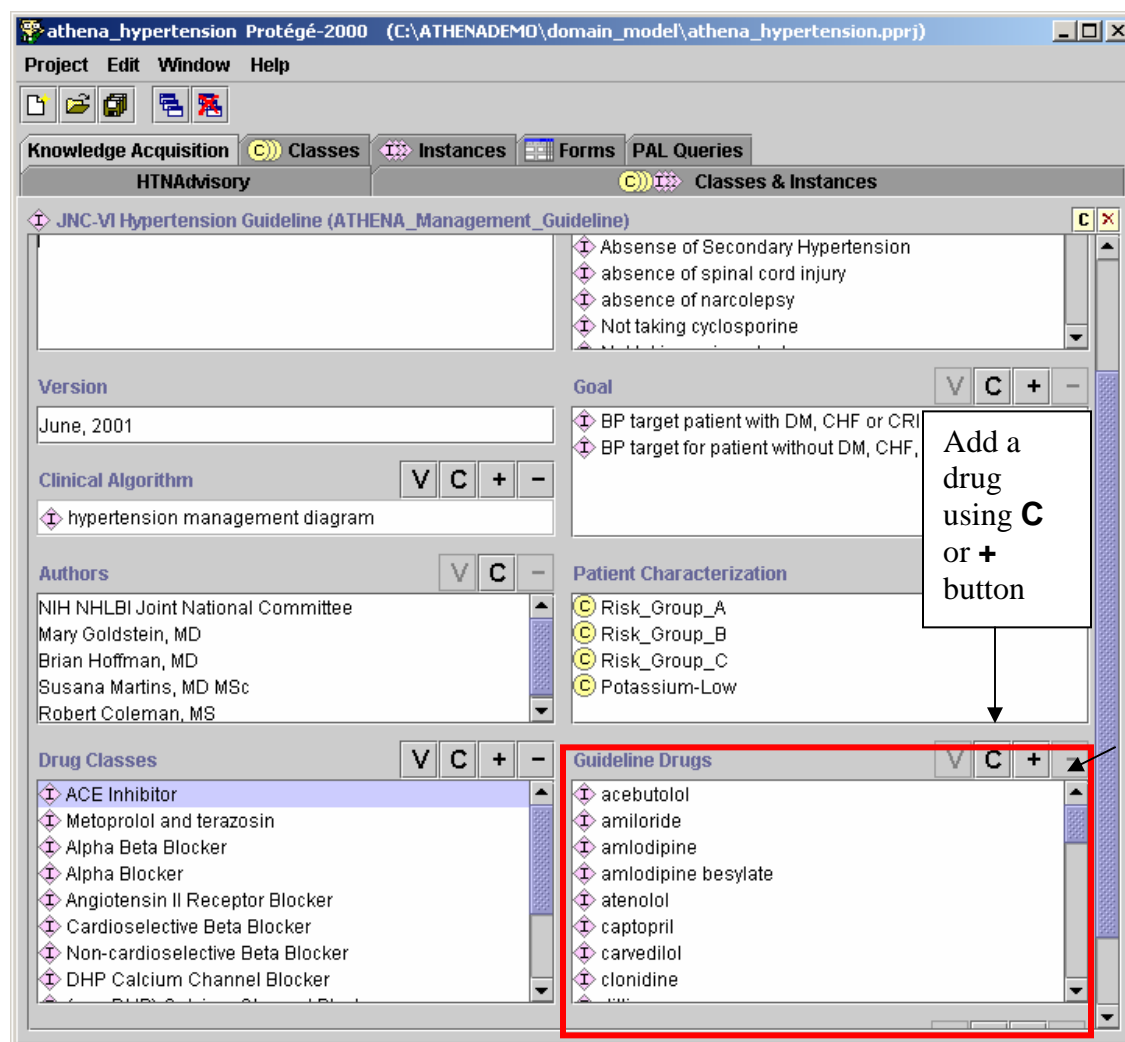 athena_hypertension Protégé-2000 (C:\ATHENADEMO\domain_model\athena_hypertension.pprj)
Project Edit Window Help
Knowledge Acquisition C Classes I Instances Forms PAL Queries
HTNAdvisory C I Classes & Instances
I JNC-VI Hypertension Guideline (ATHENA_Management_Guideline) C X
I Absense of Secondary Hypertension
I absence of spinal cord injury
I absence of narcolepsy
I Not taking cyclosporine
Version
June, 2001
Clinical Algorithm V C + -
I hypertension management diagram
Authors V C -
NIH NHLBI Joint National Committee
Mary Goldstein, MD
Brian Hoffman, MD
Susana Martins, MD MSc
Robert Coleman, MS
Goal V C + -
I BP target patient with DM, CHF or CRI
I BP target for patient without DM, CHF,
Patient Characterization
C Risk_Group_A
C Risk_Group_B
C Risk_Group_C
C Potassium-Low
Add a
drug
using C
or +
button
Drug Classes V C + -
I ACE Inhibitor
I Metoprolol and terazosin
I Alpha Beta Blocker
I Alpha Blocker
I Angiotensin II Receptor Blocker
I Cardioselective Beta Blocker
I Non-cardioselective Beta Blocker
I DHP Calcium Channel Blocker
Guideline Drugs V C + -
I acebutolol
I amiloride
I amlodipine
I amlodipine besylate
I atenolol
I captopril
I carvedilol
I clonidine